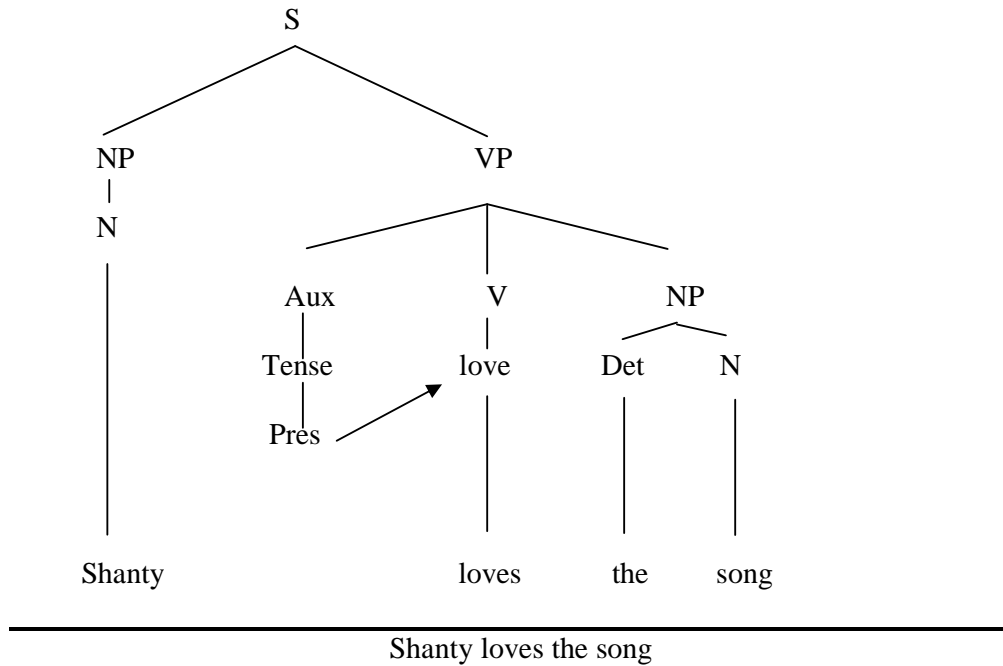 S
NP VP
N
Aux V NP
Tense love Det N
Pres
Shanty loves the song
Shanty loves the song